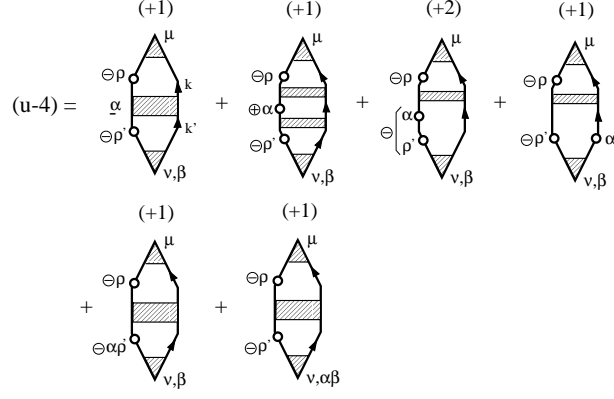 (+1) (+1) (+2) (+1)
μ μ μ μ
⊖ρ k ⊖ρ ⊖ρ ⊖ρ
(u-4) = α + ⊕α + ⊖ α +
⊖ρ' k' ⊖ρ' ρ' ⊖ρ' α
ν,β ν,β ν,β ν,β
(+1) (+1)
μ μ
⊖ρ ⊖ρ
+ +
⊖αρ' ⊖ρ'
ν,β ν,αβ